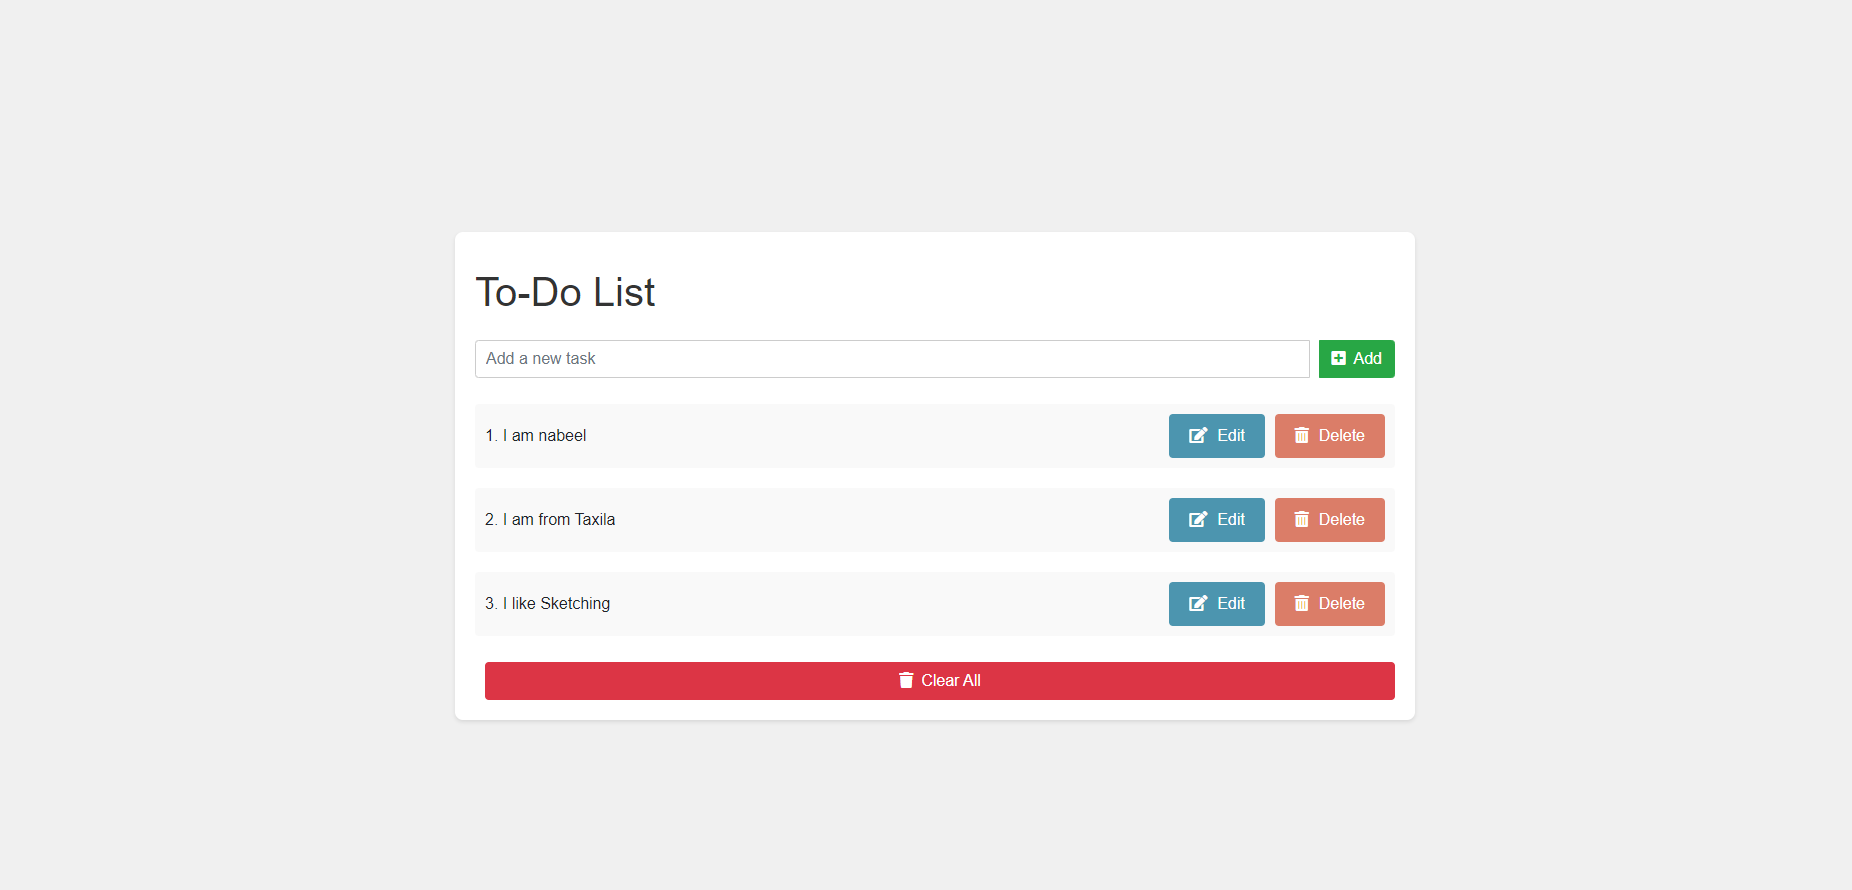 To-Do List
Add a new task Add
1. I am nabeel Edit Delete
2. I am from Taxila Edit Delete
3. I like Sketching Edit Delete
Clear All